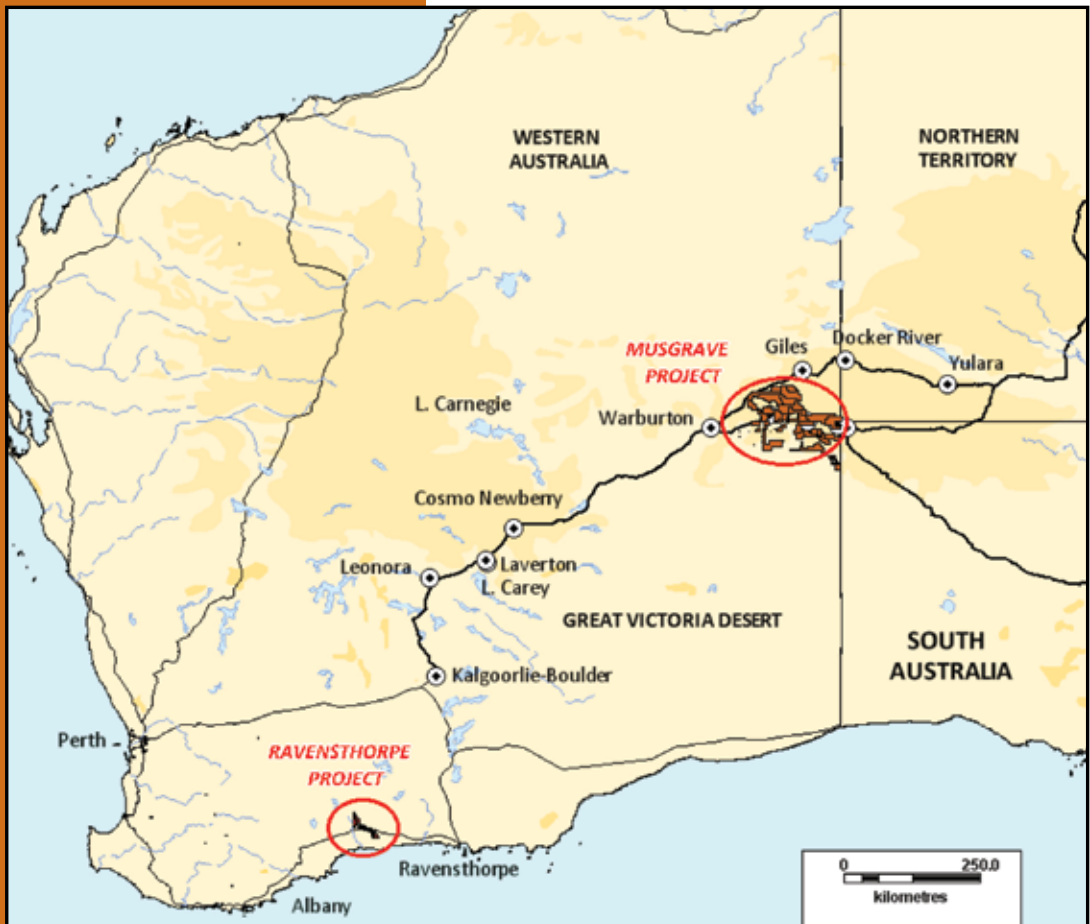 WESTERN
AUSTRALIA
NORTHERN
TERRITORY
MUSGRAVE
PROJECT
Giles
Docker River
Yulara
L. Carnegie
Warburton
Cosmo Newberry
Leonora
Laverton
L. Carey
GREAT VICTORIA DESERT
SOUTH
AUSTRALIA
Kalgoorlie-Boulder
Perth
RAVENSTHORPE
PROJECT
Ravensthorpe
Albany
0 250.0
kilometres